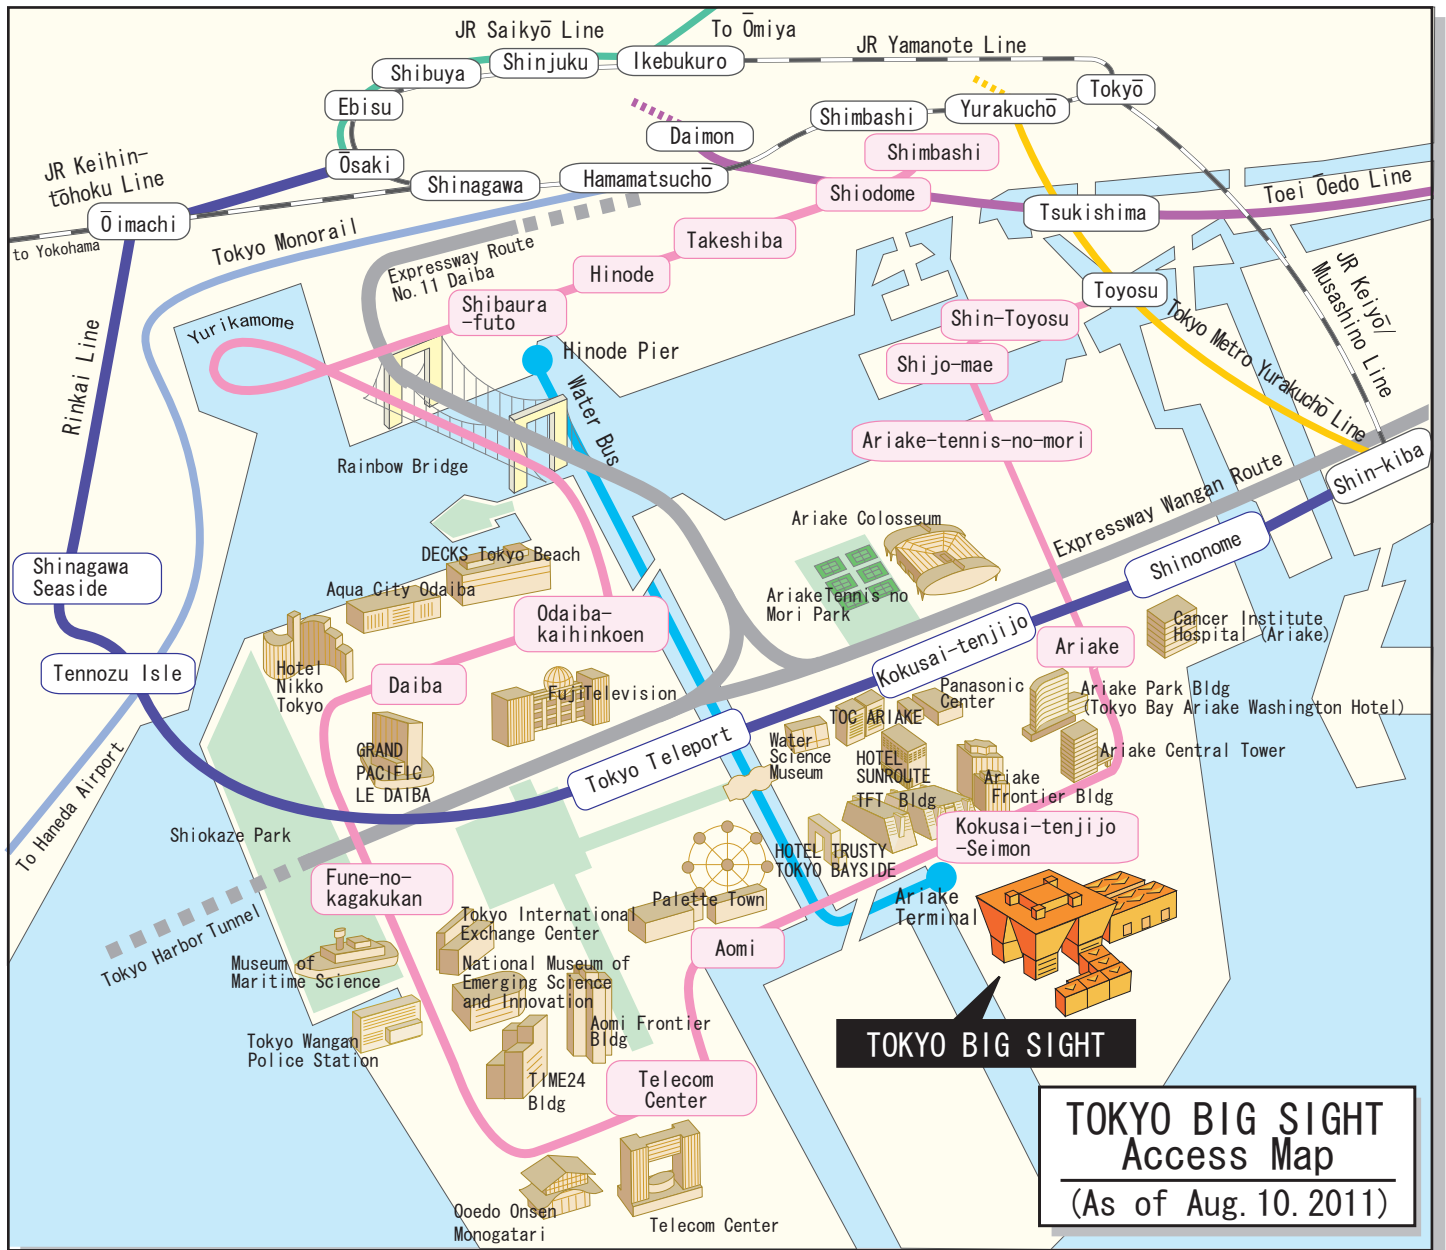 JR Saikyō Line
To Ōmiya
JR Yamanote Line
Shibuya
Shinjuku
Ikebukuro
Tokyō
Ebisu
Yurakuchō
Shimbashi
Daimon
Shimbashi
JR Keihin-
tōhoku Line
Ōsaki
Shinagawa
Hamamatsuchō
Shiodome
Toei Ōedo Line
Ōimachi
Tsukishima
to Yokohama
Tokyo Monorail
Takeshiba
Expressway Route
No.11 Daiba
Hinode
Toyosu
JR Keiyō/
Musashino Line
Shibaura
-futo
Shin-Toyosu
Yurikamome
Tokyo Metro Yurakuchō Line
Hinode Pier
Shijo-mae
Rinkai Line
Water Bus
Ariake-tennis-no-mori
Rainbow Bridge
Shin-kiba
Expressway Wangan Route
Ariake Colosseum
DECKS Tokyo Beach
Shinonome
Shinagawa
Seaside
Aqua City Odaiba
Ariake Tennis no
Mori Park
Odaiba-
kaihinkoen
Cancer Institute
Hospital (Ariake)
Kokusai-tenjijo
Ariake
Tennozu Isle
Hotel
Nikko
Tokyo
Daiba
FujiTelevision
Panasonic
Center
Ariake Park Bldg
(Tokyo Bay Ariake Washington Hotel)
TOC ARIAKE
Tokyo Teleport
Water
Science
Museum
GRAND
PACIFIC
LE DAIBA
HOTEL
SUNROUTE
Ariake Central Tower
Ariake
Frontier Bldg
TFT Bldg
To Haneda Airport
Shiokaze Park
Kokusai-tenjijo
-Seimon
HOTEL TRUSTY
TOKYO BAYSIDE
Fune-no-
kagakukan
Palette Town
Ariake
Terminal
Tokyo Harbor Tunnel
Tokyo International
Exchange Center
Aomi
Museum of
Maritime Science
National Museum of
Emerging Science
and Innovation
Aomi Frontier
Bldg
Tokyo Wangan
Police Station
TOKYO BIG SIGHT
TIME24
Bldg
Telecom
Center
TOKYO BIG SIGHT
Access Map
(As of Aug.10.2011)
Ooedo Onsen
Monogatari
Telecom Center